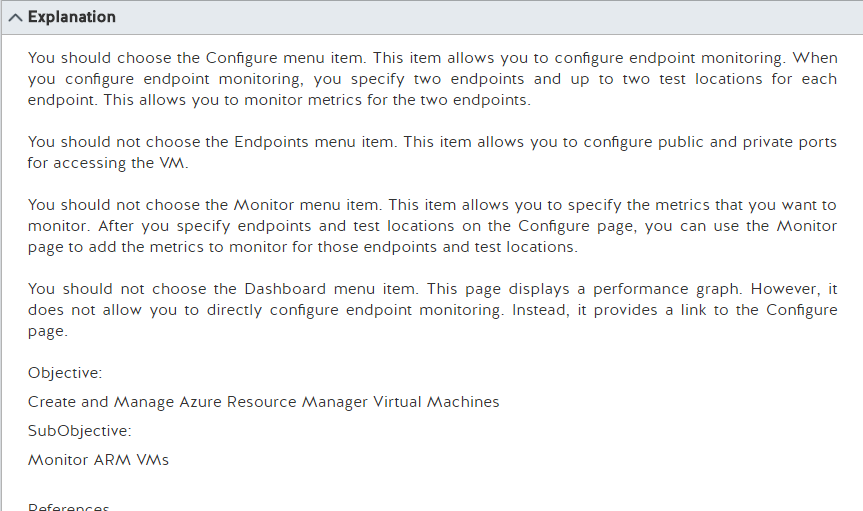 Explanation
You should choose the Configure menu item. This item allows you to configure endpoint monitoring. When
you configure endpoint monitoring, you specify two endpoints and up to two test locations for each
endpoint. This allows you to monitor metrics for the two endpoints.
You should not choose the Endpoints menu item. This item allows you to configure public and private ports
for accessing the VM.
You should not choose the Monitor menu item. This item allows you to specify the metrics that you want to
monitor. After you specify endpoints and test locations on the Configure page, you can use the Monitor
page to add the metrics to monitor for those endpoints and test locations.
You should not choose the Dashboard menu item. This page displays a performance graph. However, it
does not allow you to directly configure endpoint monitoring. Instead, it provides a link to the Configure
page.
Objective:
Create and Manage Azure Resource Manager Virtual Machines
SubObjective:
Monitor ARM VMs
References